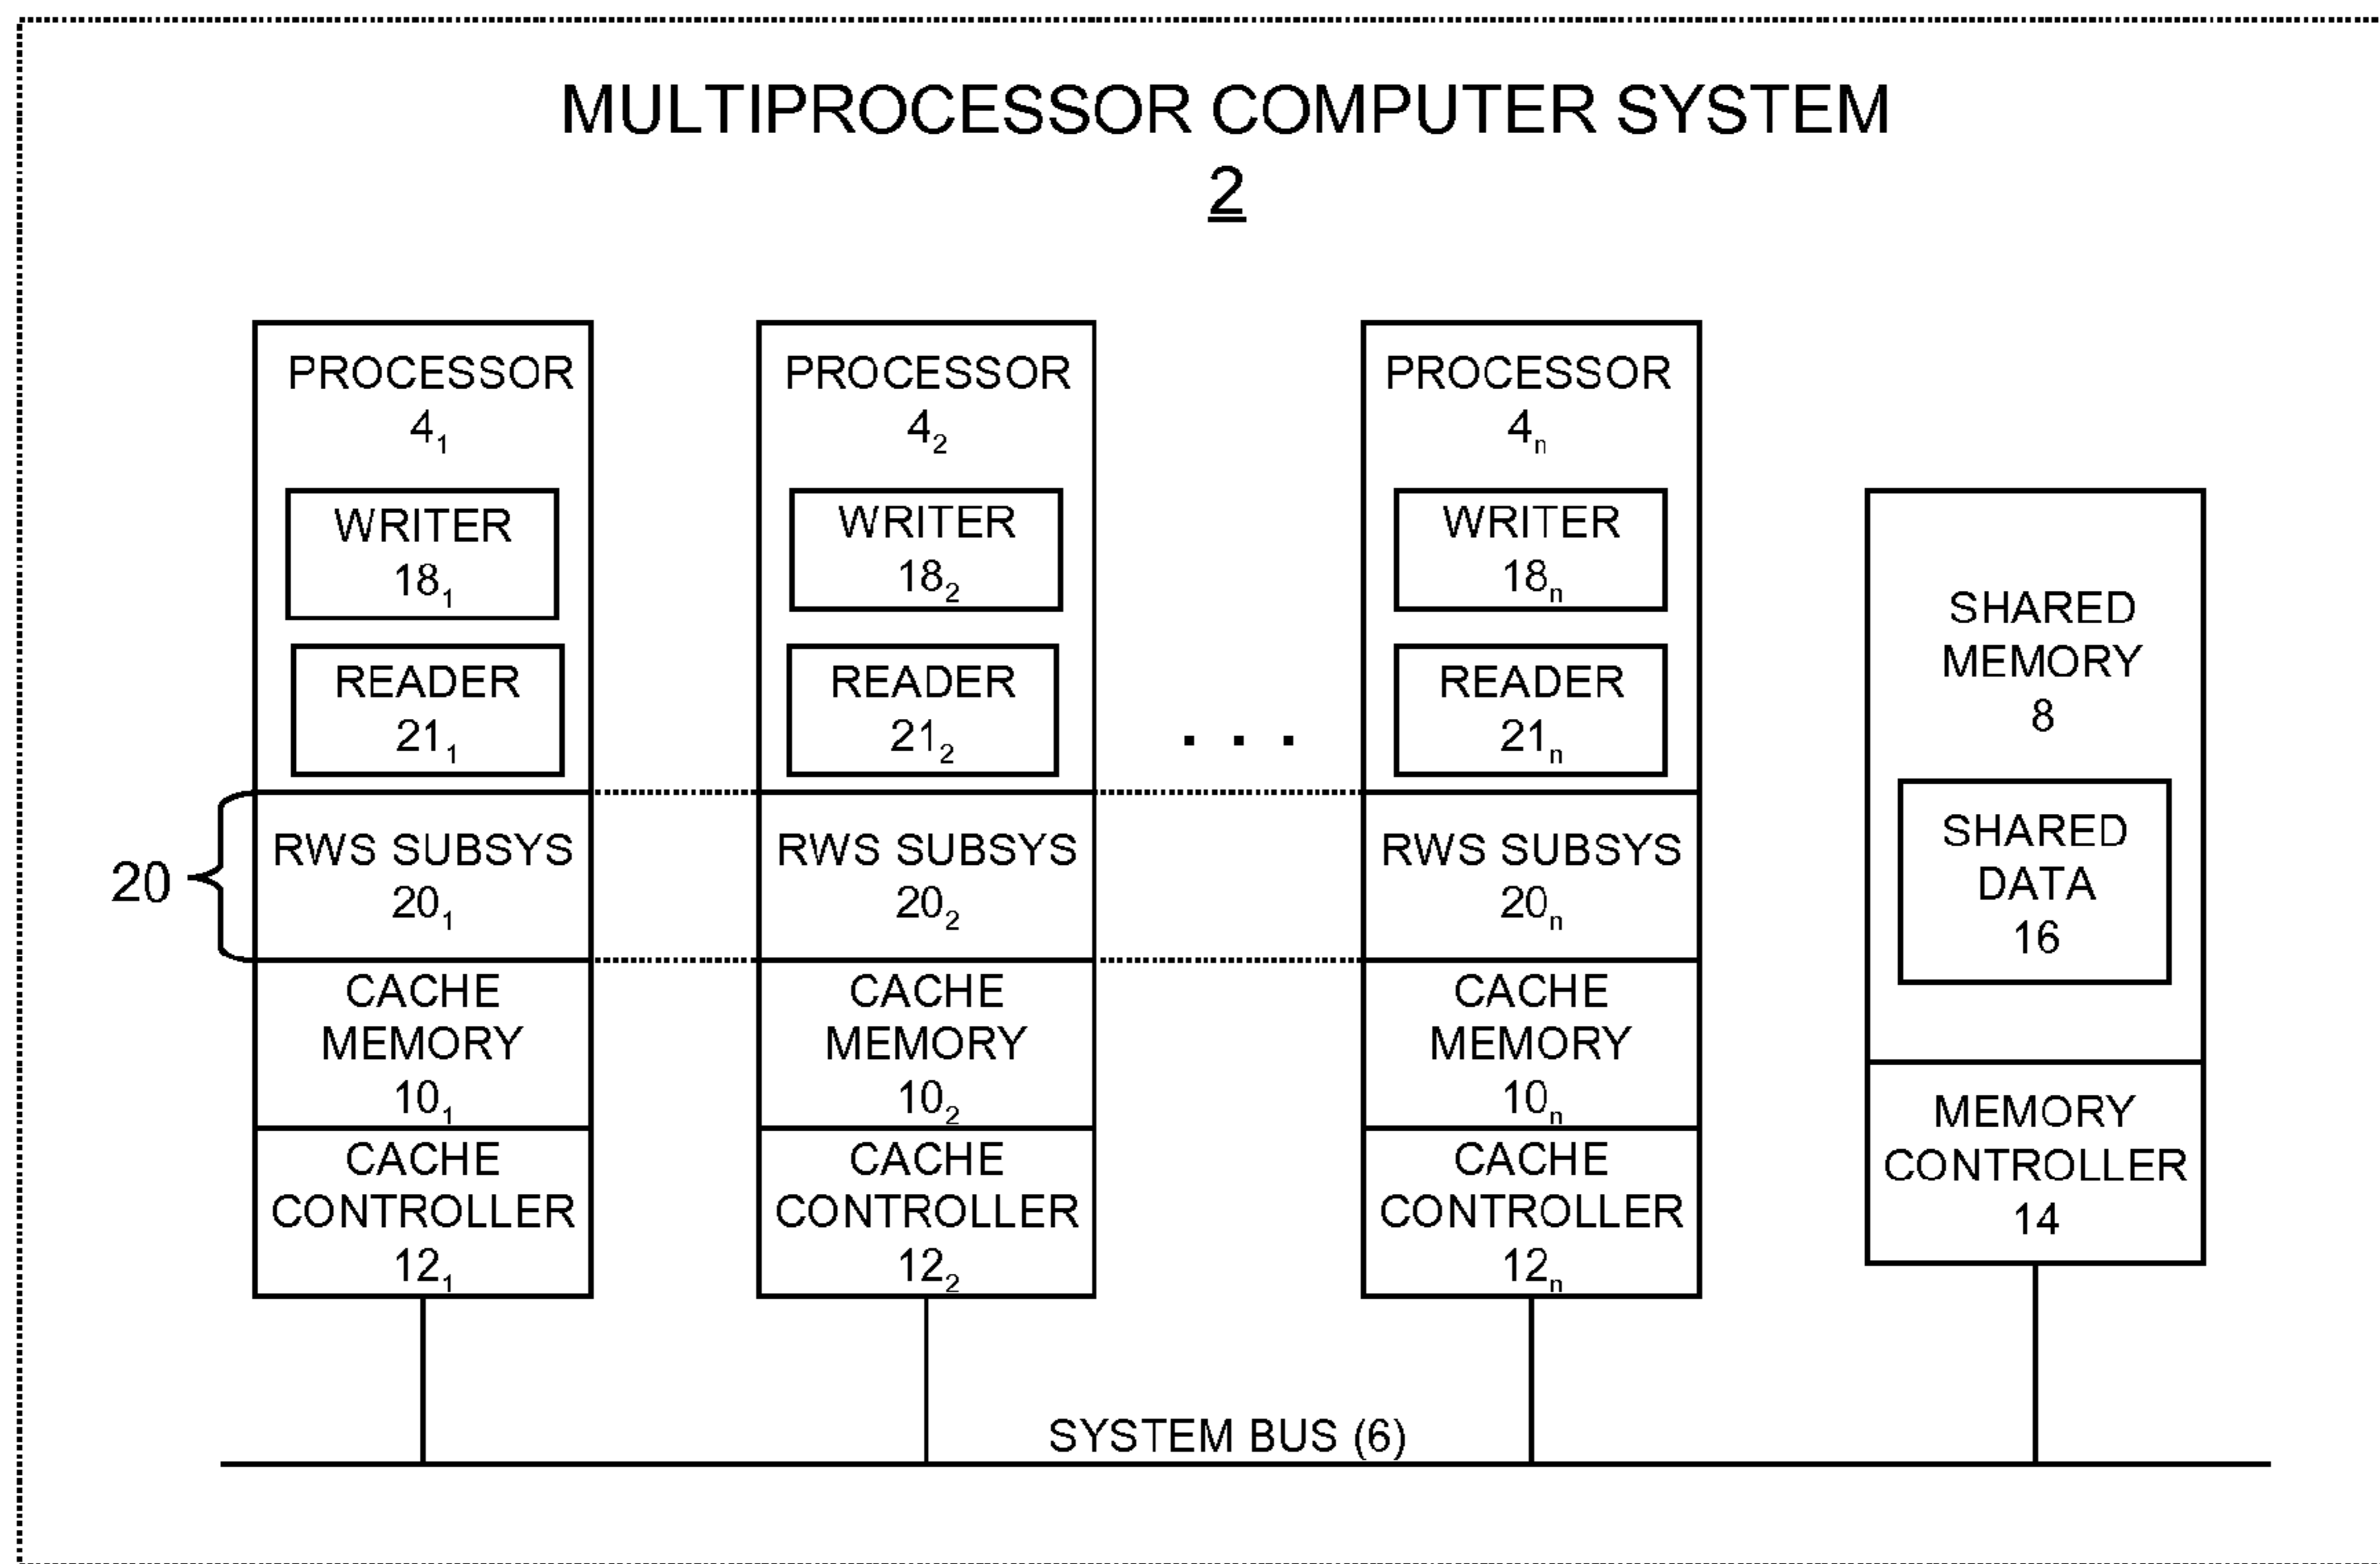 MULTIPROCESSOR COMPUTER SYSTEM
2
PROCESSOR
4₁
WRITER
18₁
READER
21₁
RWS SUBSYS
20₁
CACHE
MEMORY
10₁
CACHE
CONTROLLER
12₁
PROCESSOR
4₂
WRITER
18₂
READER
21₂
RWS SUBSYS
20₂
CACHE
MEMORY
10₂
CACHE
CONTROLLER
12₂
. . .
PROCESSOR
4ₙ
WRITER
18ₙ
READER
21ₙ
RWS SUBSYS
20ₙ
CACHE
MEMORY
10ₙ
CACHE
CONTROLLER
12ₙ
SHARED
MEMORY
8
SHARED
DATA
16
MEMORY
CONTROLLER
14
20
SYSTEM BUS (6)